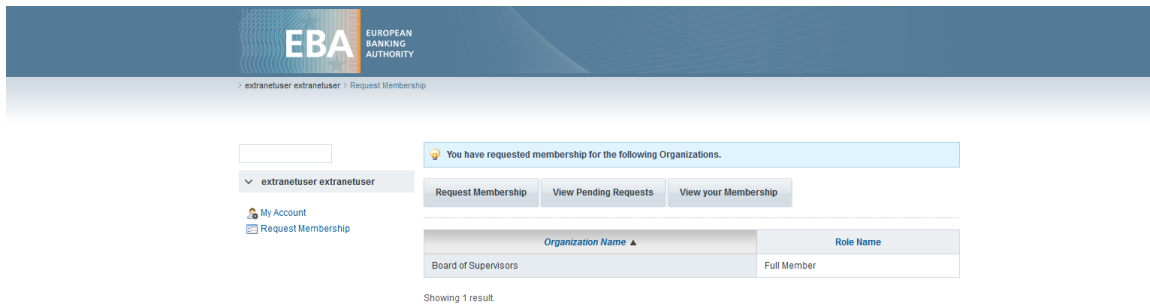 EBA EUROPEAN
BANKING
AUTHORITY
> extranetuser extranetuser > Request Membership
You have requested membership for the following Organizations.
extranetuser extranetuser
Request Membership View Pending Requests View your Membership
My Account
Request Membership
Organization Name ▲ Role Name
Board of Supervisors Full Member
Showing 1 result.